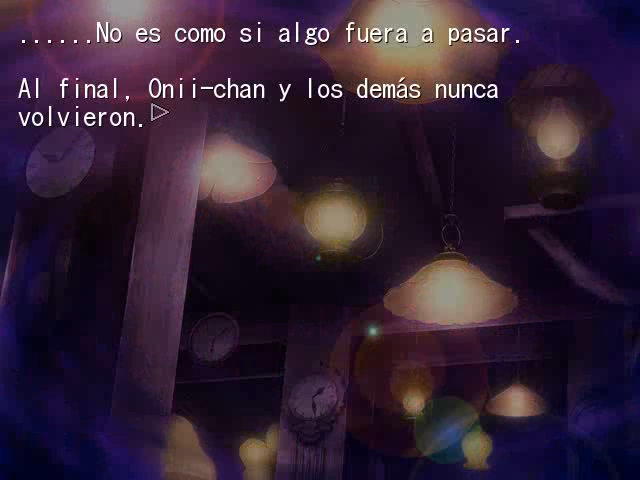 ......No es como si algo fuera a pasar.
Al final, Onii-chan y los demás nunca
volvieron.